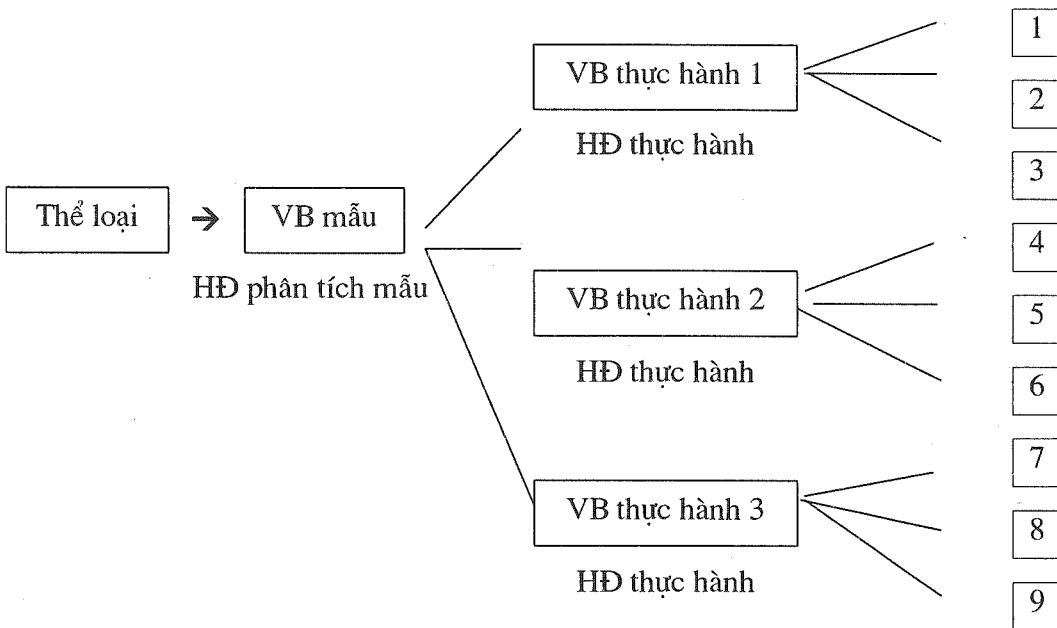 Thể loại
➔
VB mẫu
HĐ phân tích mẫu
VB thực hành 1
HĐ thực hành
VB thực hành 2
HĐ thực hành
VB thực hành 3
HĐ thực hành
1
2
3
4
5
6
7
8
9